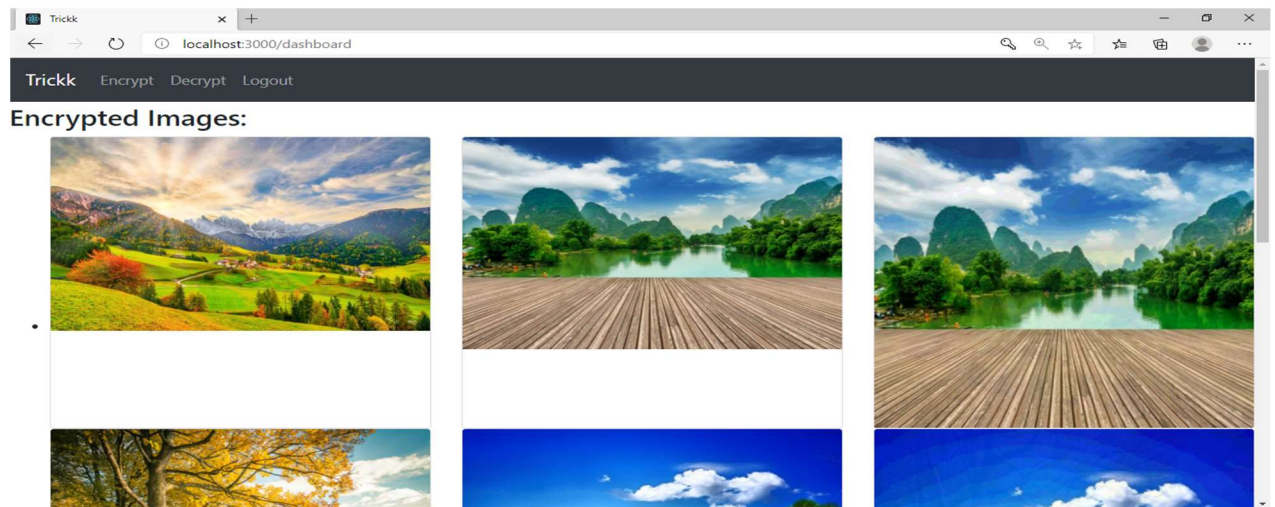 Trickk
localhost:3000/dashboard
Trickk Encrypt Decrypt Logout
Encrypted Images: